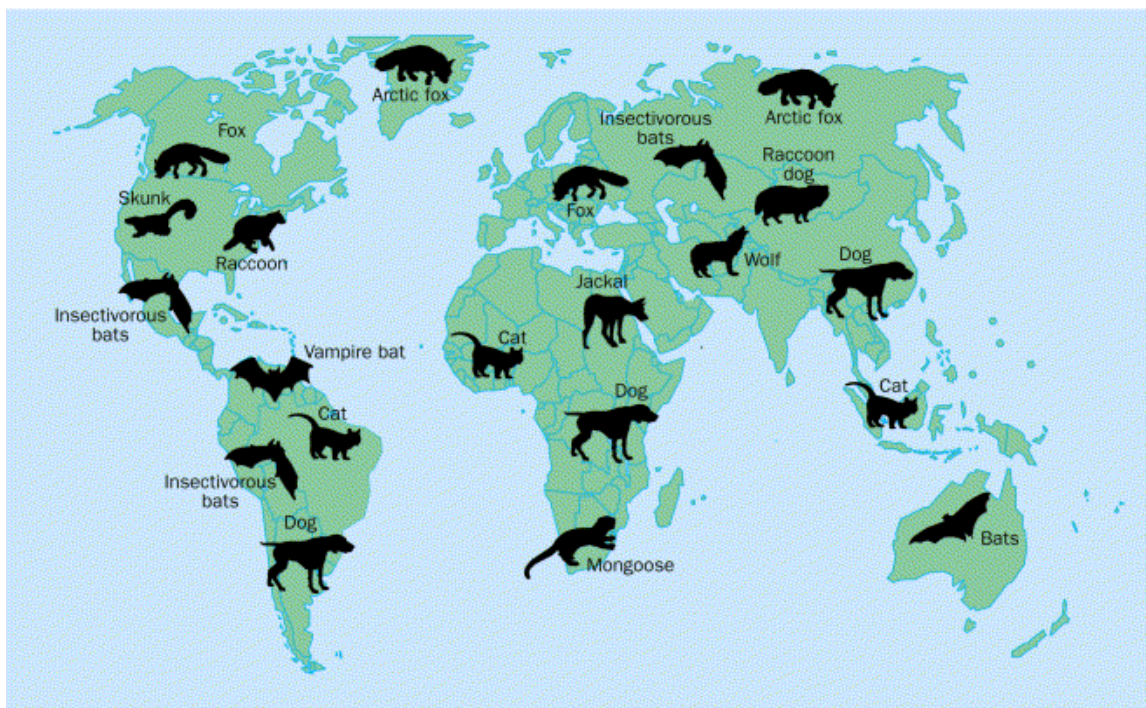 Arctic fox
Arctic fox
Insectivorous
bats
Fox
Raccoon
dog
Skunk
Fox
Raccoon
Wolf
Dog
Jackal
Insectivorous
bats
Cat
Vampire bat
Cat
Dog
Cat
Insectivorous
bats
Dog
Bats
Mongoose